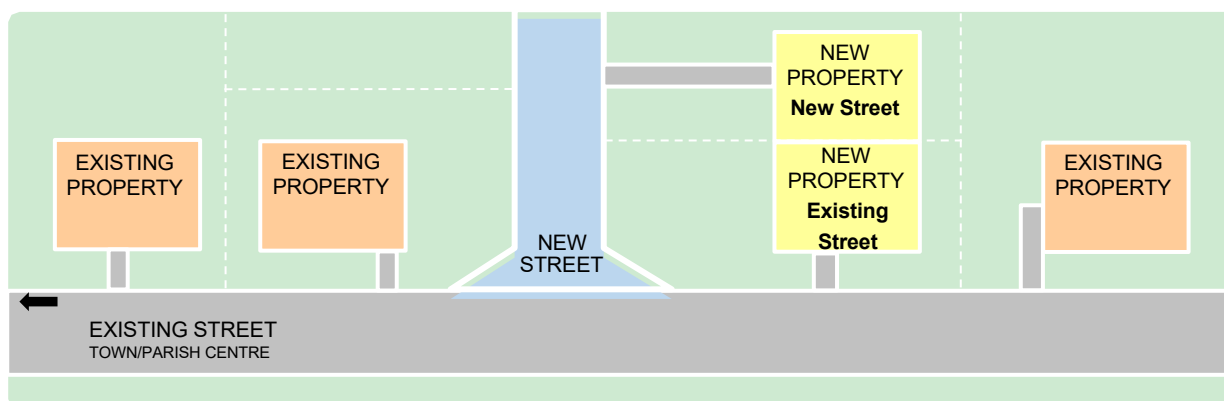 NEW
PROPERTY
New Street
EXISTING
PROPERTY
EXISTING
PROPERTY
NEW
PROPERTY
Existing
Street
EXISTING
PROPERTY
NEW
STREET
EXISTING STREET
TOWN/PARISH CENTRE